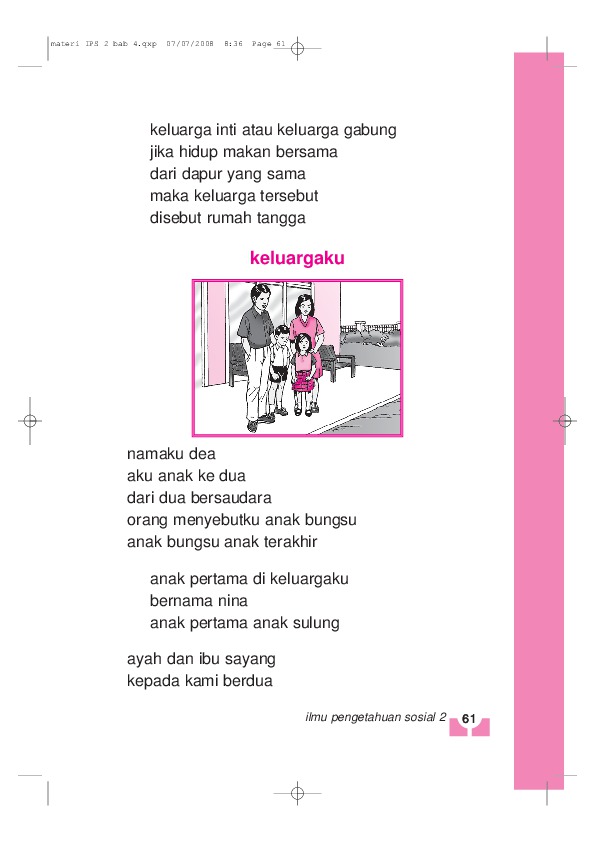 materi IPS 2 bab 4.qxp  07/07/2008  8:36  Page 61
keluarga inti atau keluarga gabung
jika hidup makan bersama
dari dapur yang sama
maka keluarga tersebut
disebut rumah tangga
keluargaku
namaku dea
aku anak ke dua
dari dua bersaudara
orang menyebutku anak bungsu
anak bungsu anak terakhir
anak pertama di keluargaku
bernama nina
anak pertama anak sulung
ayah dan ibu sayang
kepada kami berdua
ilmu pengetahuan sosial 2 61